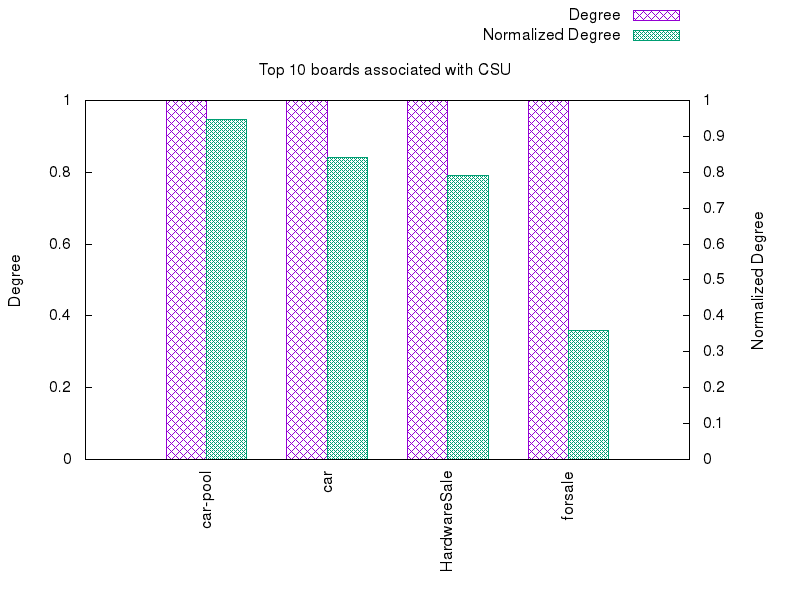 Degree
Normalized Degree
Top 10 boards associated with CSU
1
0.8
0.6
0.4
0.2
0
Degree
1
0.9
0.8
0.7
0.6
0.5
0.4
0.3
0.2
0.1
0
Normalized Degree
car-pool
car
HardwareSale
forsale